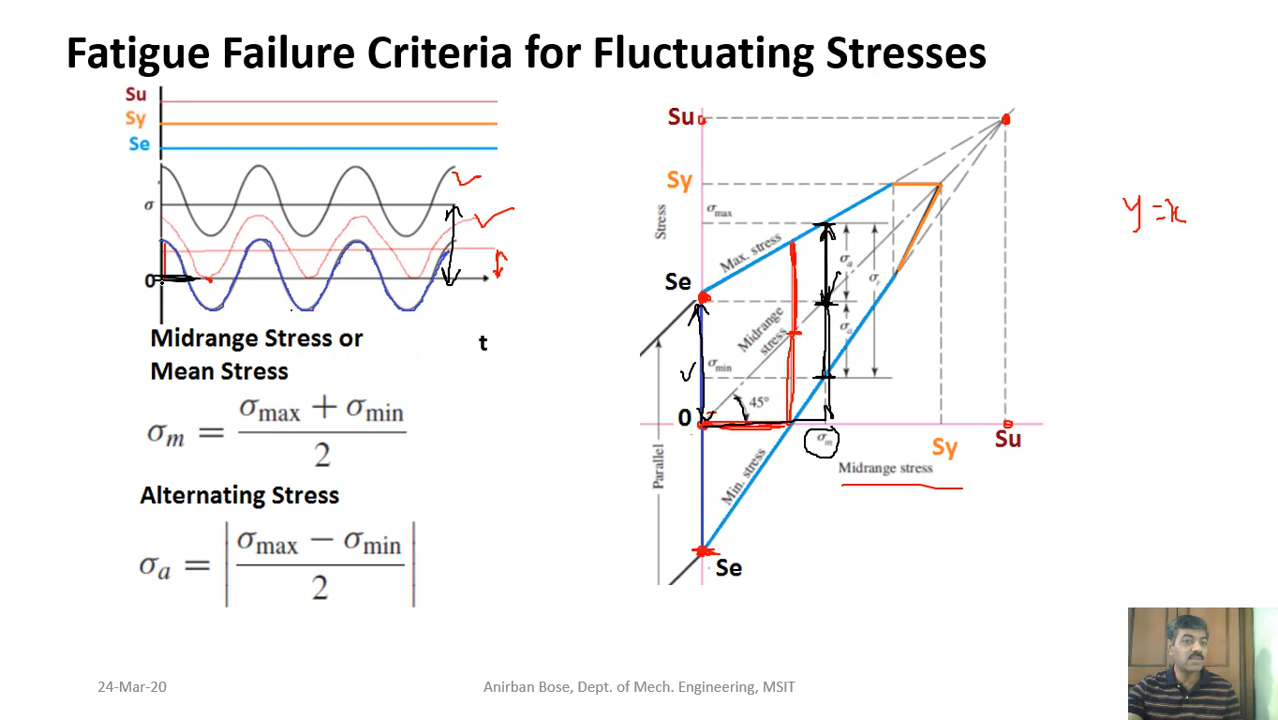 Fatigue Failure Criteria for Fluctuating Stresses
Su
Sy
Se
σ
0
t
Midrange Stress or
Mean Stress
σm = σmax + σmin
2
Alternating Stress
σa = | σmax − σmin |
2
Su
Sy
σmax
Stress
Max. stress
σa
σr
Se
Midrange
stress
σa
σmin
45°
0
σm
Sy
Su
Midrange stress
Parallel
Min. stress
Se
y = x
24-Mar-20
Anirban Bose, Dept. of Mech. Engineering, MSIT